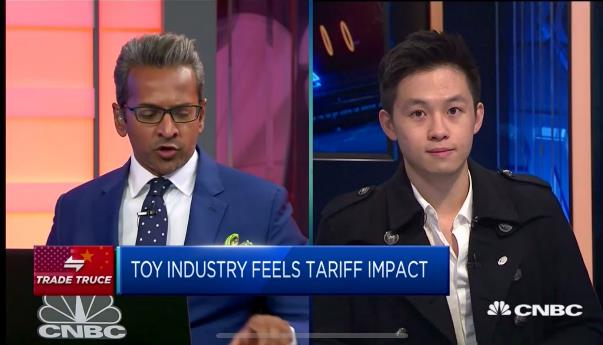 TRADE TRUCE
TOY INDUSTRY FEELS TARIFF IMPACT
CNBC
CNBC